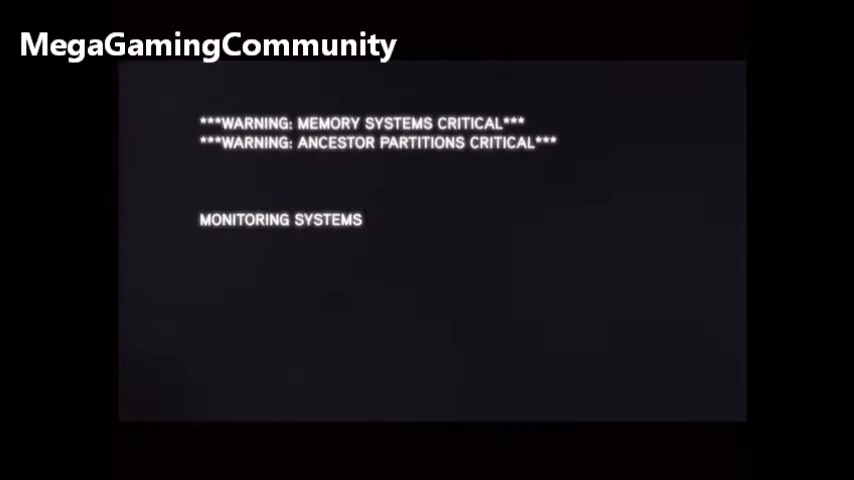 MegaGamingCommunity
***WARNING: MEMORY SYSTEMS CRITICAL***
***WARNING: ANCESTOR PARTITIONS CRITICAL***
MONITORING SYSTEMS